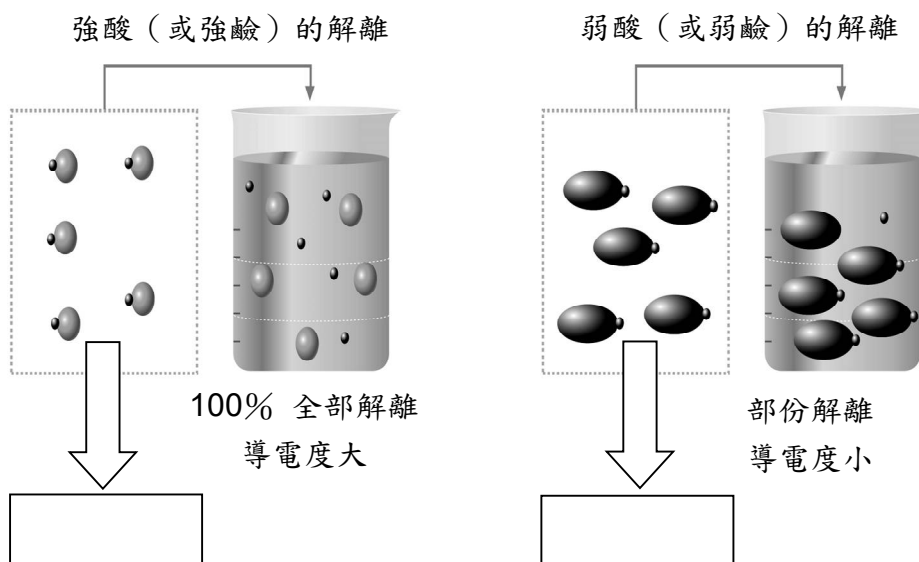 強酸（或強鹼）的解離
弱酸（或弱鹼）的解離
100% 全部解離
導電度大
部份解離
導電度小